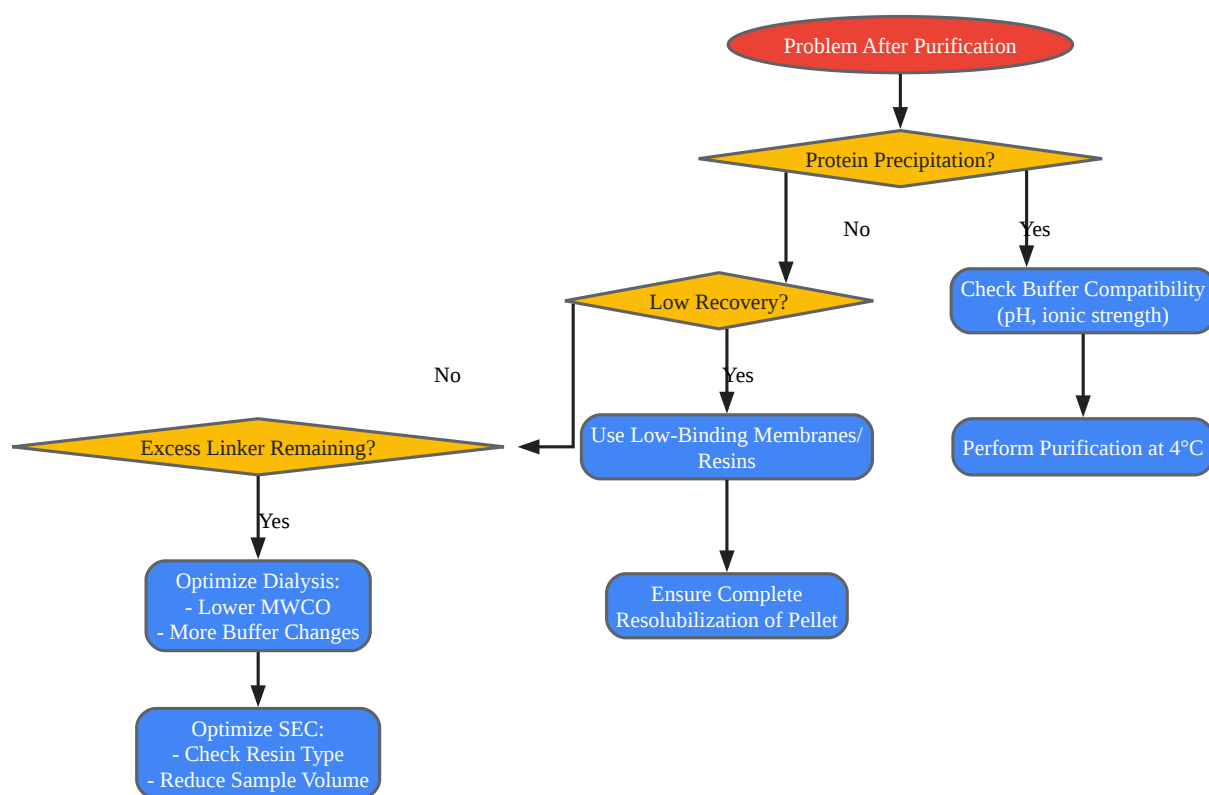 Problem After Purification
Protein Precipitation?
No
Yes
Check Buffer Compatibility
(pH, ionic strength)
Low Recovery?
No
Yes
Use Low-Binding Membranes/
Resins
Perform Purification at 4°C
Excess Linker Remaining?
Yes
Optimize Dialysis:
- Lower MWCO
- More Buffer Changes
Ensure Complete
Resolubilization of Pellet
Optimize SEC:
- Check Resin Type
- Reduce Sample Volume